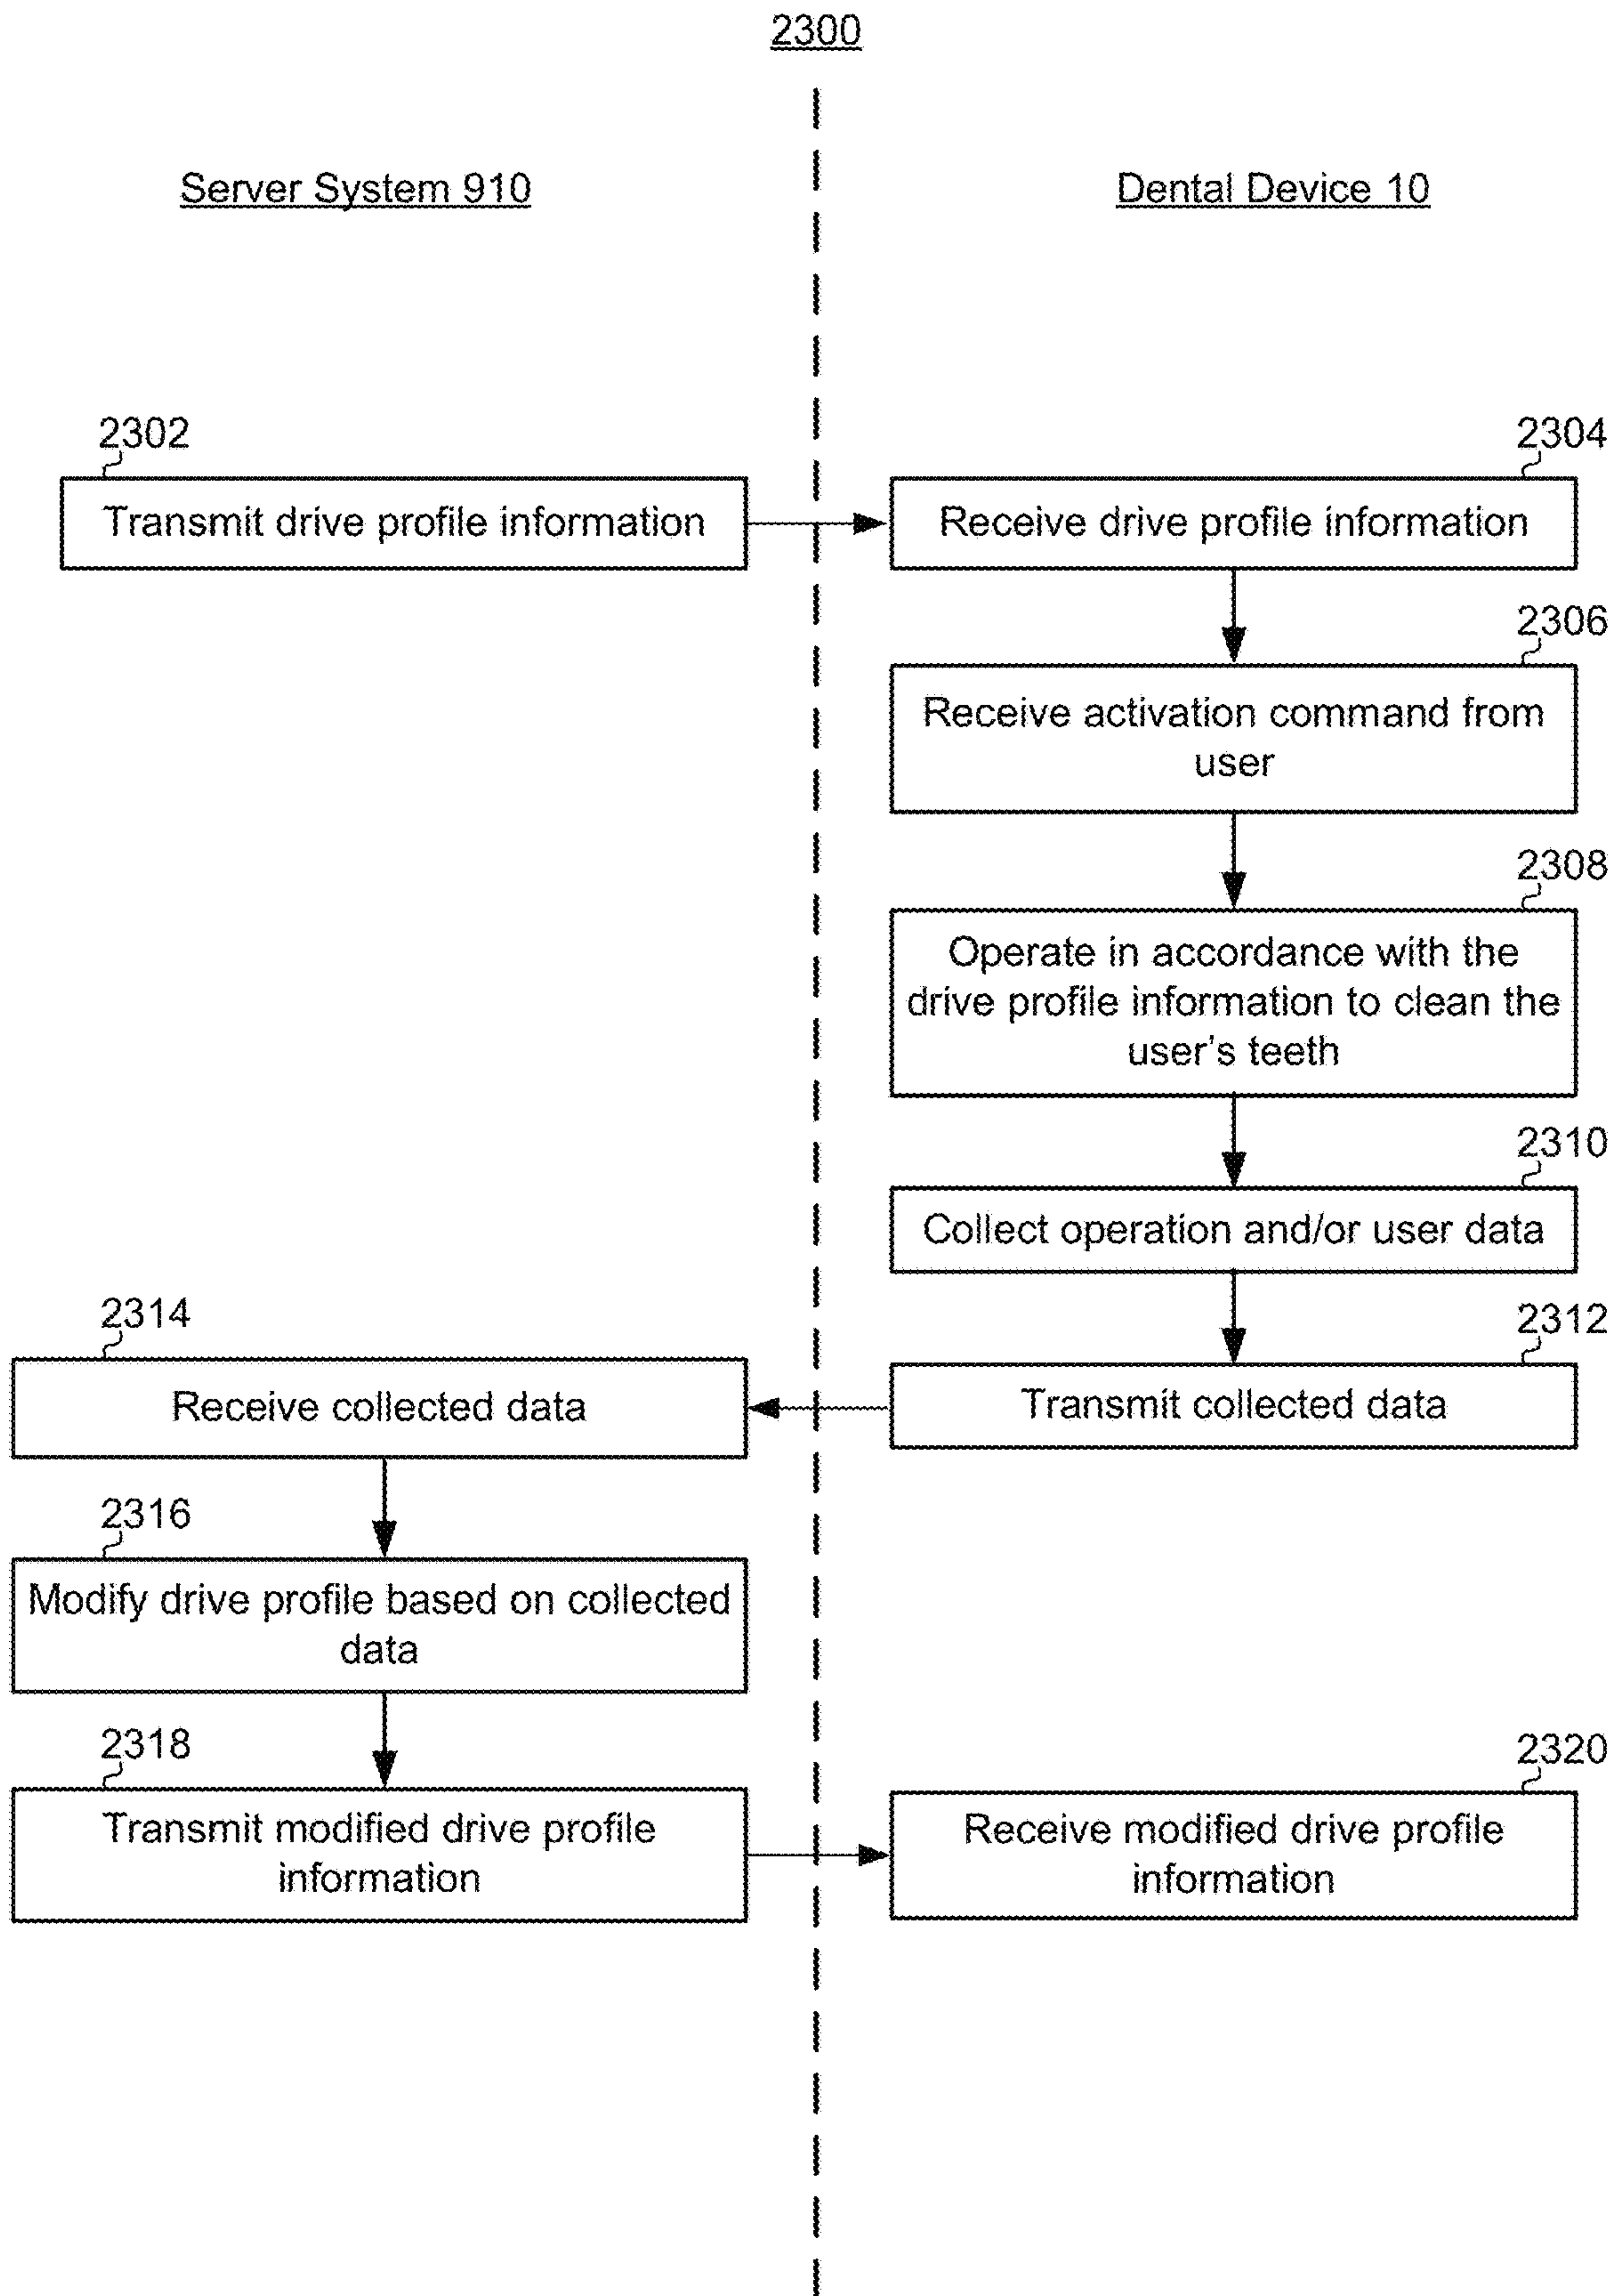 2300
Server System 910
Dental Device 10
2302
Transmit drive profile information
2304
Receive drive profile information
2306
Receive activation command from
user
2308
Operate in accordance with the
drive profile information to clean the
user's teeth
2310
Collect operation and/or user data
2312
Transmit collected data
2314
Receive collected data
2316
Modify drive profile based on collected
data
2318
Transmit modified drive profile
information
2320
Receive modified drive profile
information